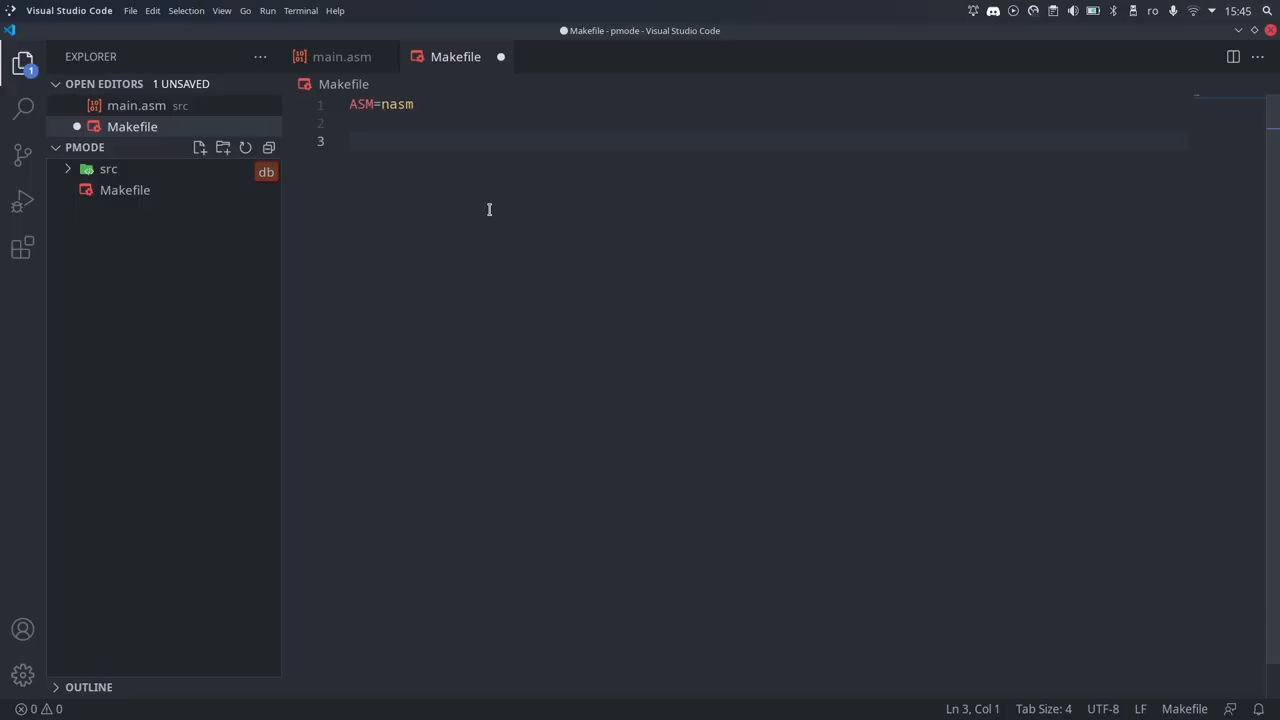 Visual Studio Code File Edit Selection View Go Run Terminal Help ro 15:45
Makefile - pmode - Visual Studio Code
EXPLORER
main.asm
Makefile
1
OPEN EDITORS 1 UNSAVED
Makefile
main.asm src
1 ASM=nasm
Makefile
2
PMODE
3
src
db
Makefile
OUTLINE
0 0 Ln 3, Col 1 Tab Size: 4 UTF-8 LF Makefile